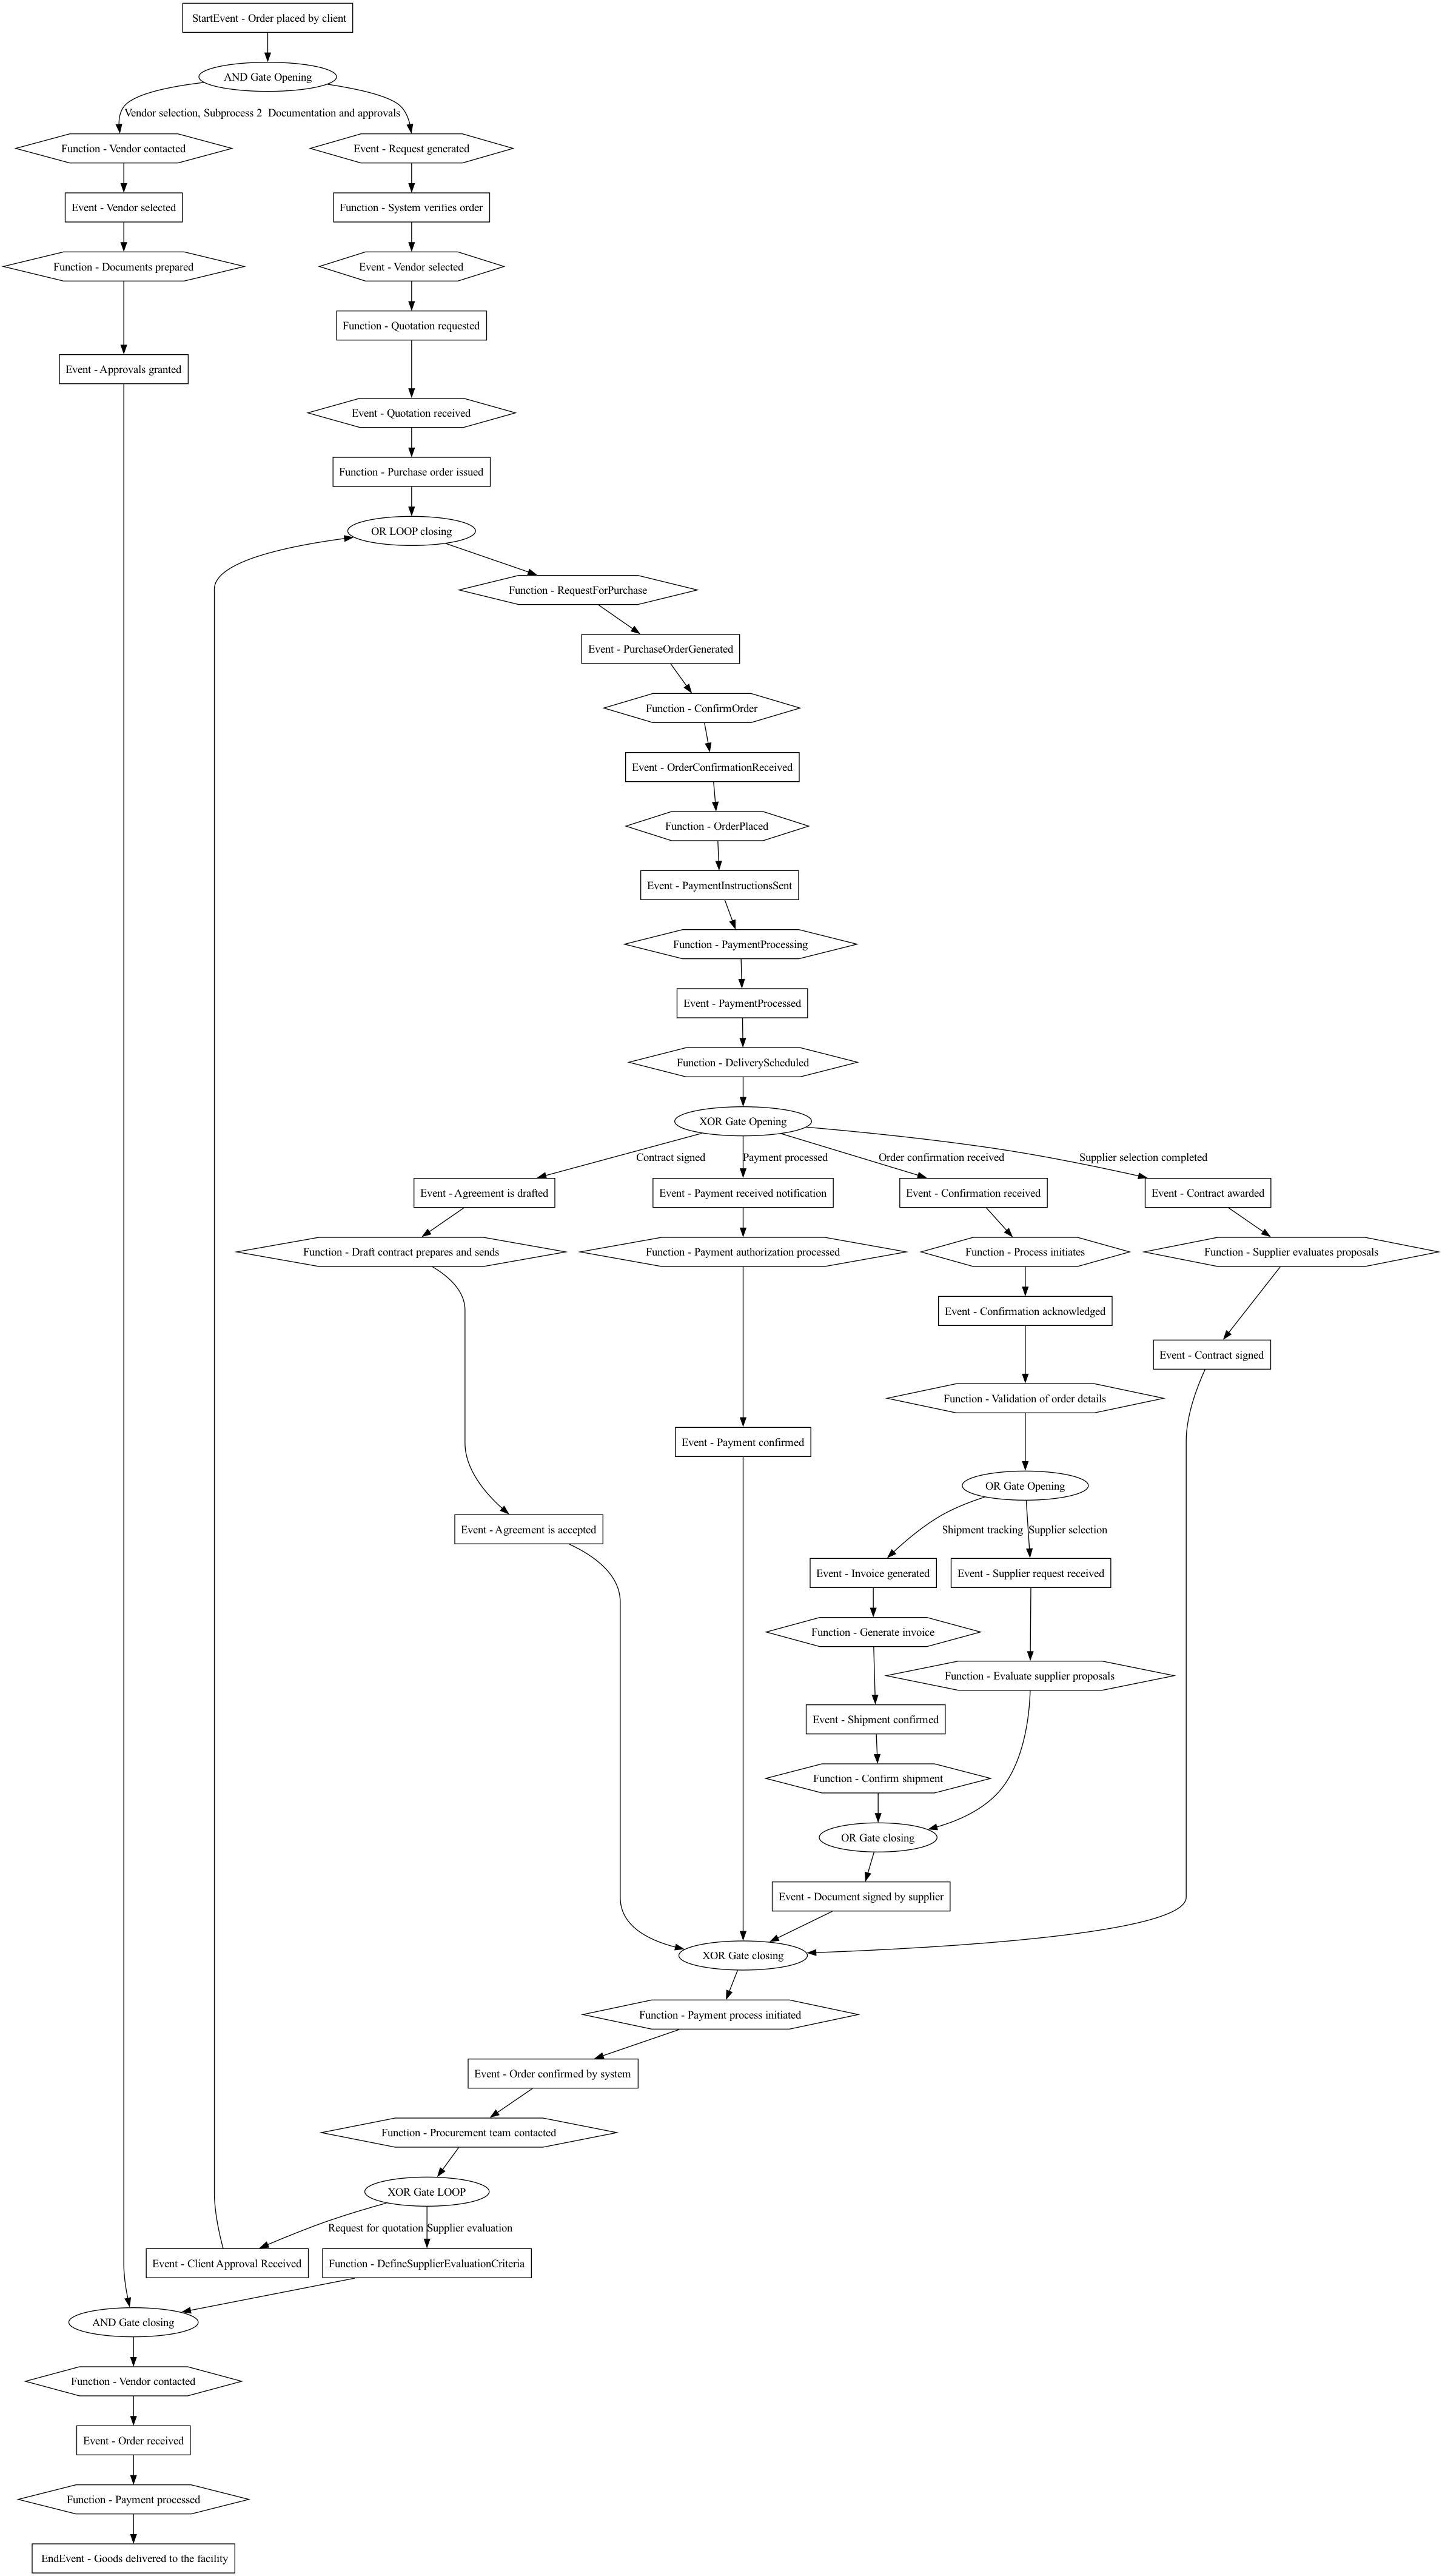 StartEvent - Order placed by client
AND Gate Opening
Vendor selection, Subprocess 2
Documentation and approvals
Function - Vendor contacted
Event - Request generated
Event - Vendor selected
Function - System verifies order
Function - Documents prepared
Event - Vendor selected
Function - Quotation requested
Event - Approvals granted
Event - Quotation received
Function - Purchase order issued
OR LOOP closing
Function - RequestForPurchase
Event - PurchaseOrderGenerated
Function - ConfirmOrder
Event - OrderConfirmationReceived
Function - OrderPlaced
Event - PaymentInstructionsSent
Function - PaymentProcessing
Event - PaymentProcessed
Function - DeliveryScheduled
XOR Gate Opening
Contract signed
Payment processed
Order confirmation received
Supplier selection completed
Event - Agreement is drafted
Event - Payment received notification
Event - Confirmation received
Event - Contract awarded
Function - Draft contract prepares and sends
Function - Payment authorization processed
Function - Process initiates
Function - Supplier evaluates proposals
Event - Confirmation acknowledged
Event - Contract signed
Function - Validation of order details
Event - Payment confirmed
OR Gate Opening
Event - Agreement is accepted
Shipment tracking
Supplier selection
Event - Invoice generated
Event - Supplier request received
Function - Generate invoice
Function - Evaluate supplier proposals
Event - Shipment confirmed
Function - Confirm shipment
OR Gate closing
Event - Document signed by supplier
XOR Gate closing
Function - Payment process initiated
Event - Order confirmed by system
Function - Procurement team contacted
XOR Gate LOOP
Request for quotation
Supplier evaluation
Event - Client Approval Received
Function - DefineSupplierEvaluationCriteria
AND Gate closing
Function - Vendor contacted
Event - Order received
Function - Payment processed
EndEvent - Goods delivered to the facility